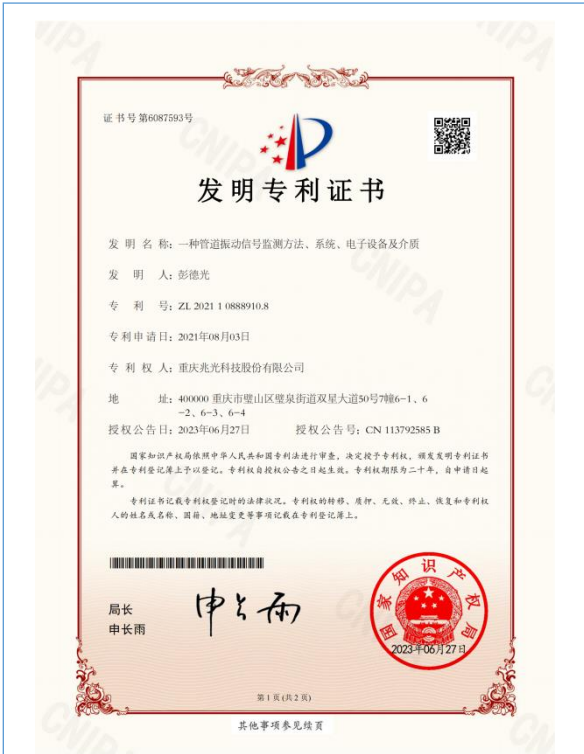 证书号第6087593号
发明专利证书
发 明 名 称：一种管道振动信号监测方法、系统、电子设备及介质
发 明 人：彭德光
专 利 号：ZL 2021 1 0888910.8
专利申请日：2021年08月03日
专 利 权 人：重庆兆光科技股份有限公司
地 址：400000 重庆市璧山区璧泉街道双星大道50号7幢6-1、6
-2、6-3、6-4
授权公告日：2023年06月27日 授权公告号：CN 113792585 B
国家知识产权局依照中华人民共和国专利法进行审查，决定授予专利权，颁发发明专利证书
并在专利登记簿上予以登记。专利权自授权公告之日起生效。专利权期限为二十年，自申请日起
算。
专利证书记载专利权登记时的法律状况。专利权的转移、质押、无效、终止、恢复和专利权
人的姓名或名称、国籍、地址变更等事项记载在专利登记簿上。
局长
申长雨
申长雨
国家知识产权局
2023年06月27日
第 1 页 (共 2 页)
其他事项参见续页
CNIPA
CNIPA
CNIPA
CNIPA